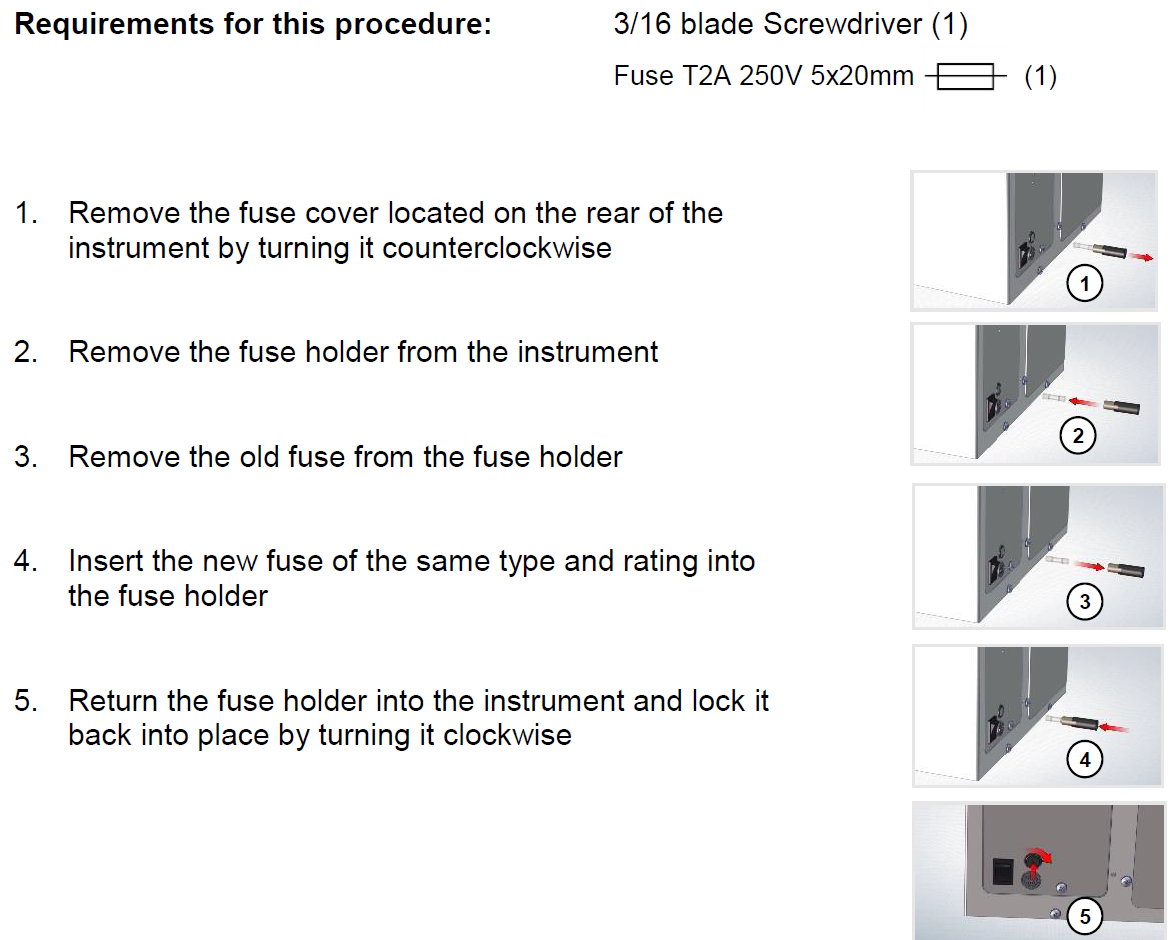 Requirements for this procedure:
3/16 blade Screwdriver (1)
Fuse T2A 250V 5x20mm (1)
1. Remove the fuse cover located on the rear of the
instrument by turning it counterclockwise
2. Remove the fuse holder from the instrument
3. Remove the old fuse from the fuse holder
4. Insert the new fuse of the same type and rating into
the fuse holder
5. Return the fuse holder into the instrument and lock it
back into place by turning it clockwise
1
2
3
4
5